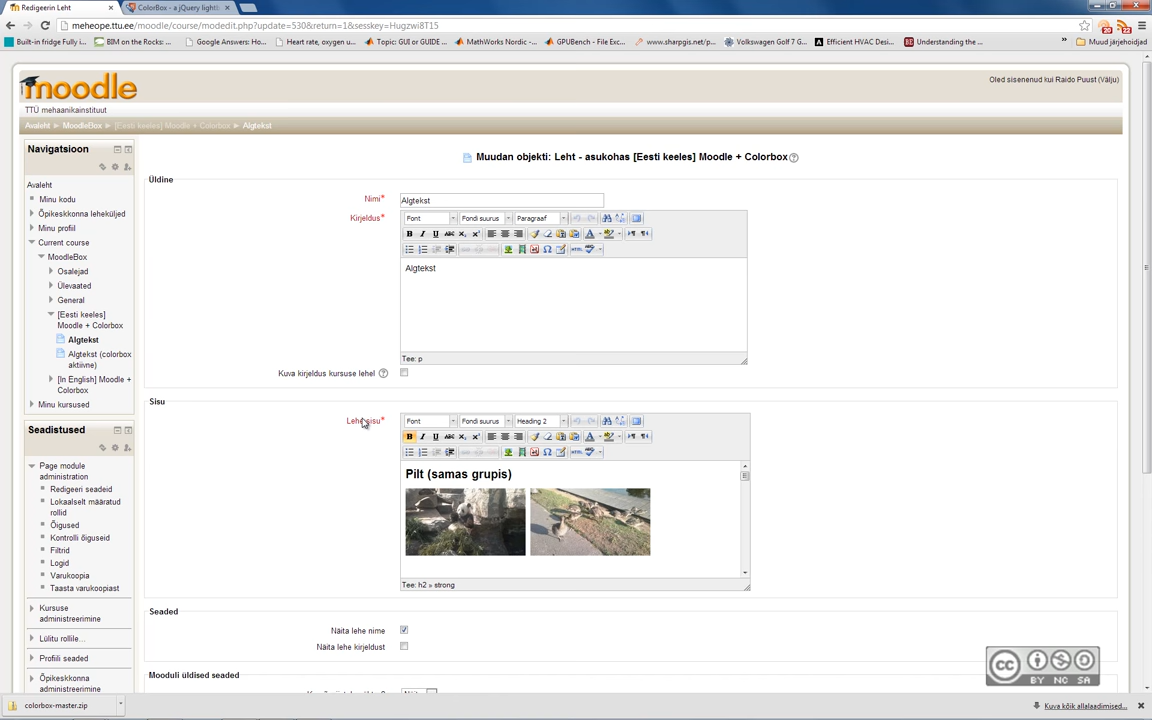 Redigeerin Leht
ColorBox - a jQuery lightb
meheope.ttu.ee/moodle/course/modedit.php?update=530&return=1&sesskey=Hugzwi8T15
Built-in fridge Fully i...
BIM on the Rocks: ...
Google Answers: Ho...
Heart rate, oxygen u...
Topic: GUI or GUIDE ...
MathWorks Nordic -...
GPUBench - File Exc...
www.sharpgis.net/p...
Volkswagen Golf 7 G...
Efficient HVAC Desi...
Understanding the ...
»
Muud järjehoidjad
moodle
Oled sisenenud kui Raido Puust (Välju)
TTÜ mehaanikainstituut
Avaleht ► MoodleBox ► [Eesti keeles] Moodle + Colorbox ► Algtekst
Navigatsioon
Avaleht
Minu kodu
Õpikeskkonna leheküljed
Minu profiil
Current course
MoodleBox
Osalejad
Ülevaated
General
[Eesti keeles]
Moodle + Colorbox
Algtekst
Algtekst (colorbox
aktiivne)
[In English] Moodle +
Colorbox
Minu kursused
Seadistused
Page module
administration
Redigeeri seadeid
Lokaalselt määratud
rollid
Õigused
Kontrolli õiguseid
Filtrid
Logid
Varukoopia
Taasta varukoopiast
Kursuse
administreerimine
Lülitu rollile...
Profiili seaded
Õpikeskkonna
administreerimine
Muudan objekti: Leht - asukohas [Eesti keeles] Moodle + Colorbox
Üldine
Nimi*
Algtekst
Kirjeldus*
Font
Fondi suurus
Paragraaf
Algtekst
Tee: p
Kuva kirjeldus kursuse lehel
Sisu
Lehe sisu*
Font
Fondi suurus
Heading 2
Pilt (samas grupis)
Tee: h2 » strong
Seaded
Näita lehe nime
Näita lehe kirjeldust
Mooduli üldised seaded
CC BY NC SA
colorbox-master.zip
Kuva kõik allalaadimised...